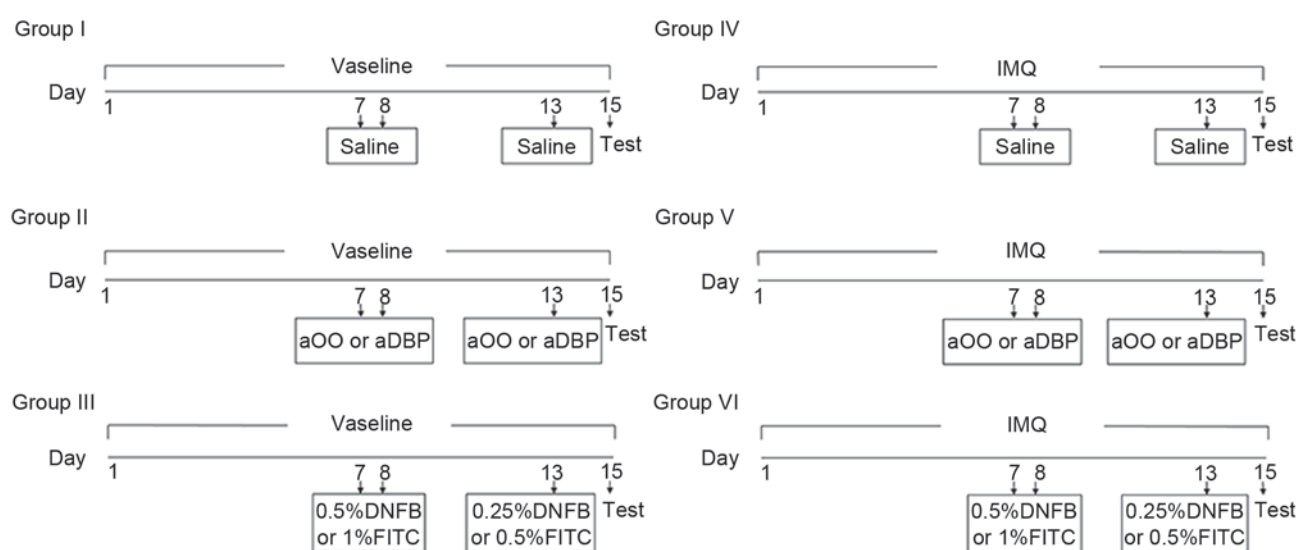 Group I
Vaseline
Day
1
7 8
13
15
Saline
Saline
Test
Group IV
IMQ
Day
1
7 8
13
15
Saline
Saline
Test
Group II
Vaseline
Day
1
7 8
13
15
aOO or aDBP
aOO or aDBP
Test
Group V
IMQ
Day
1
7 8
13
15
aOO or aDBP
aOO or aDBP
Test
Group III
Vaseline
Day
1
7 8
13
15
0.5%DNFB
or 1%FITC
0.25%DNFB
or 0.5%FITC
Test
Group VI
IMQ
Day
1
7 8
13
15
0.5%DNFB
or 1%FITC
0.25%DNFB
or 0.5%FITC
Test